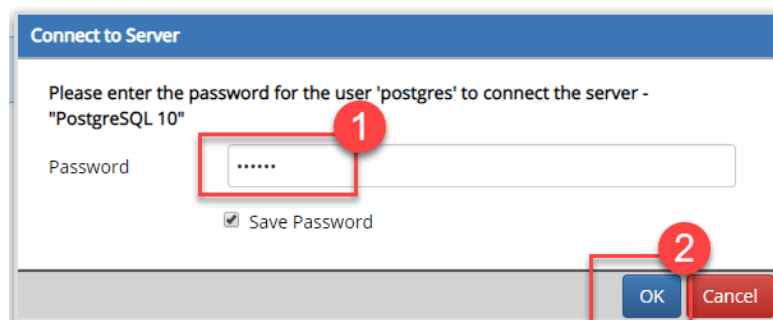 Connect to Server
Please enter the password for the user 'postgres' to connect the server -
"PostgreSQL 10"
1
Password
••••••
Save Password
2
OK
Cancel